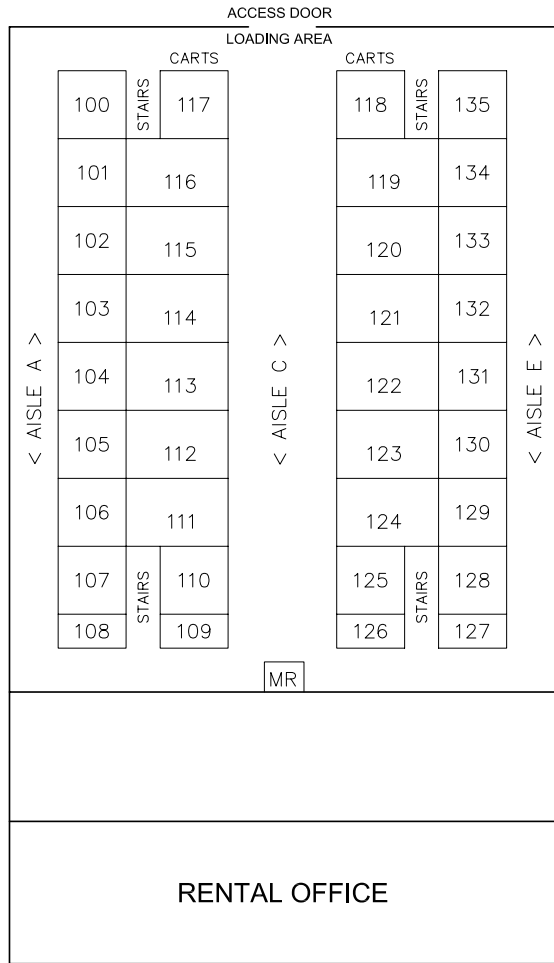 ACCESS DOOR
LOADING AREA
CARTS CARTS
100 STAIRS 117 118 STAIRS 135
101 116 119 134
102 115 120 133
103 114 121 132
< AISLE A > < AISLE C > < AISLE E >
104 113 122 131
105 112 123 130
106 111 124 129
107 STAIRS 110 125 STAIRS 128
108 109 126 127
MR
RENTAL OFFICE